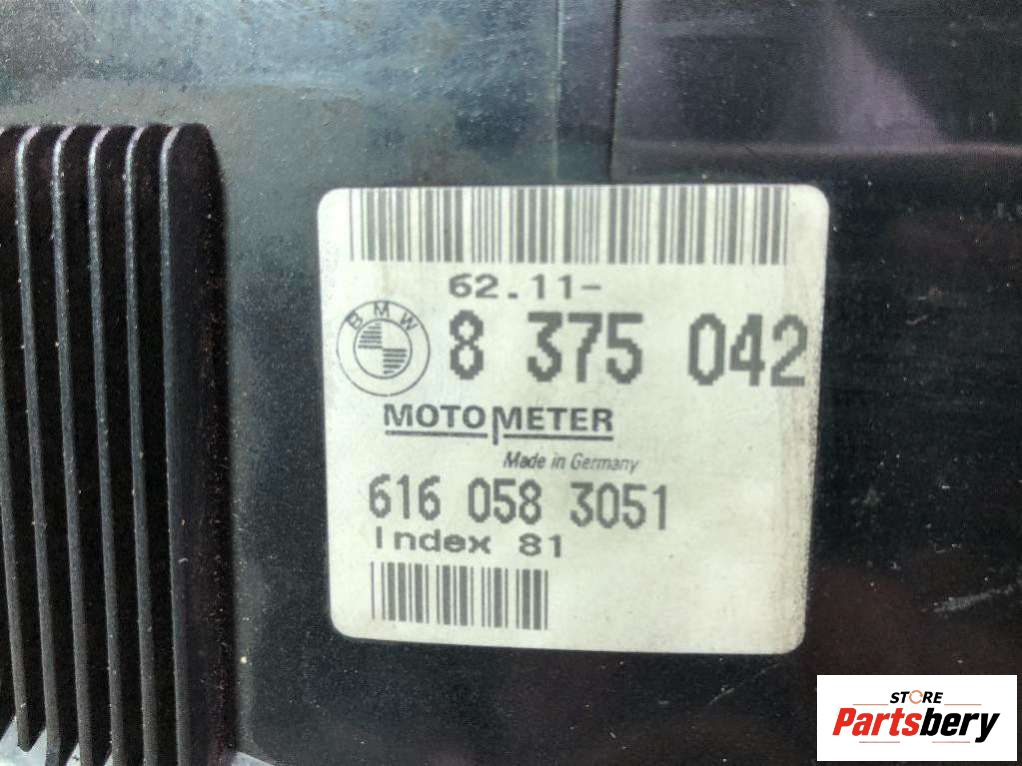 62.11-
BMW
8 375 042
MOTOMETER
Made in Germany
616 058 3051
Index 81
STORE
Partsbery